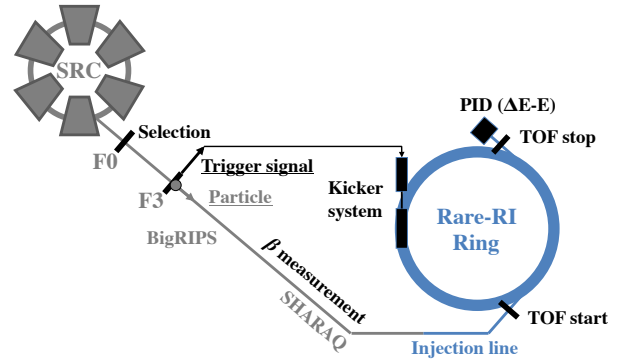 SRC
PID (ΔE-E)
TOF stop
Selection
F0
Trigger signal
F3
Particle
Kicker
system
Rare-RI
Ring
BigRIPS
β measurement
SHARAQ
TOF start
Injection line